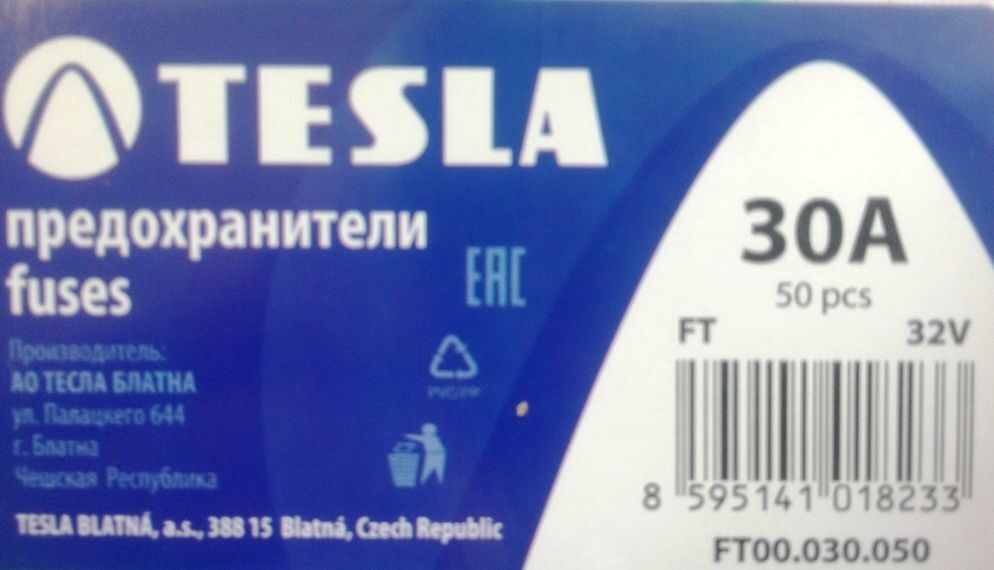 TESLA
предохранители
fuses
EAC
Производитель:
АО ТЕСЛА БЛАТНА
ул. Палацкего 644
г. Блатна
Чешская Республика
TESLA BLATNÁ, a.s., 388 15 Blatná, Czech Republic
30A
50 pcs
FT 32V
8 595141 018233
FT00.030.050